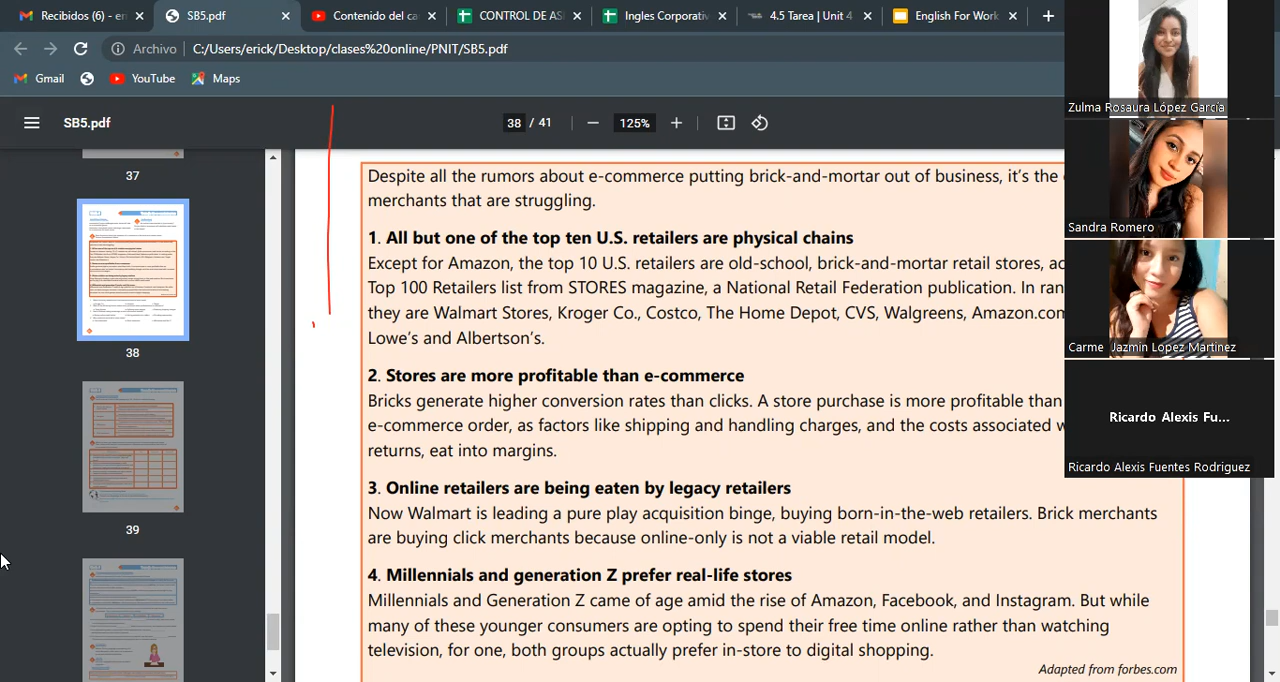 Recibidos (6) - en
SB5.pdf
Contenido del ca
CONTROL DE AS
Ingles Corporativ
4.5 Tarea | Unit 4
English For Work
Archivo
C:/Users/erick/Desktop/clases%20online/PNIT/SB5.pdf
Gmail
YouTube
Maps
SB5.pdf
38 / 41
125%
37
38
39
Despite all the rumors about e-commerce putting brick-and-mortar out of business, it's the
merchants that are struggling.
1. All but one of the top ten U.S. retailers are physical chains
Except for Amazon, the top 10 U.S. retailers are old-school, brick-and-mortar retail stores, ac
Top 100 Retailers list from STORES magazine, a National Retail Federation publication. In ran
they are Walmart Stores, Kroger Co., Costco, The Home Depot, CVS, Walgreens, Amazon.com
Lowe's and Albertson's.
2. Stores are more profitable than e-commerce
Bricks generate higher conversion rates than clicks. A store purchase is more profitable than
e-commerce order, as factors like shipping and handling charges, and the costs associated w
returns, eat into margins.
3. Online retailers are being eaten by legacy retailers
Now Walmart is leading a pure play acquisition binge, buying born-in-the-web retailers. Brick merchants
are buying click merchants because online-only is not a viable retail model.
4. Millennials and generation Z prefer real-life stores
Millennials and Generation Z came of age amid the rise of Amazon, Facebook, and Instagram. But while
many of these younger consumers are opting to spend their free time online rather than watching
television, for one, both groups actually prefer in-store to digital shopping.
Adapted from forbes.com
Zulma Rosaura López García
Sandra Romero
Carme Jazmin Lopez Martinez
Ricardo Alexis Fu...
Ricardo Alexis Fuentes Rodriguez